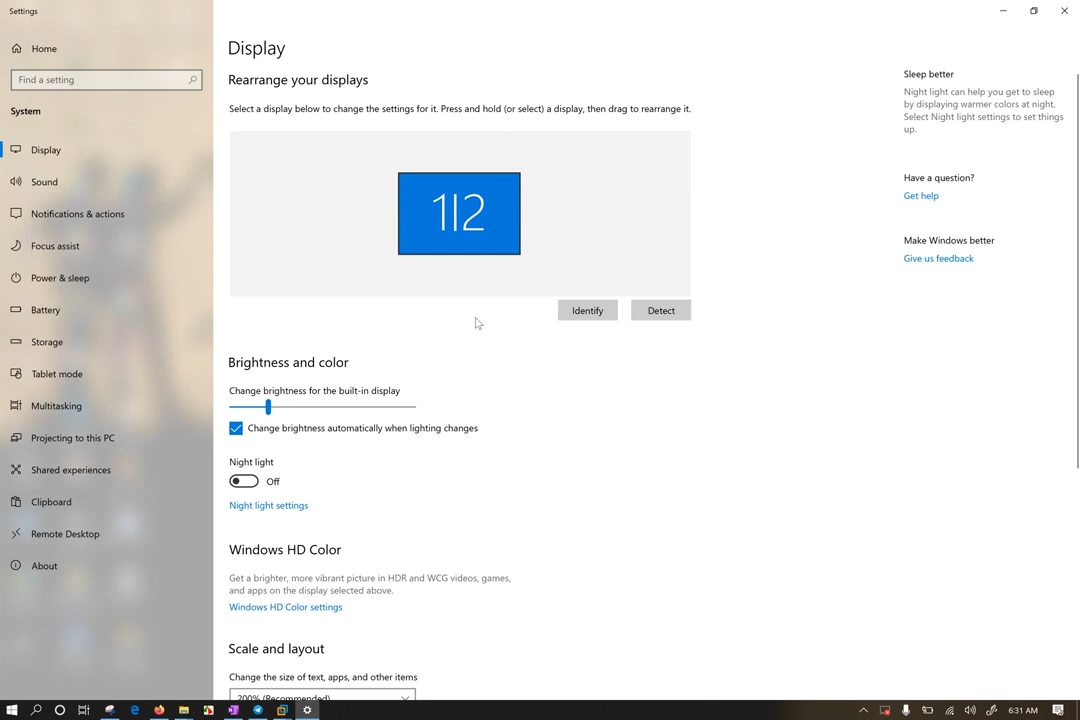 Settings
Home
Find a setting
System
Display
Sound
Notifications & actions
Focus assist
Power & sleep
Battery
Storage
Tablet mode
Multitasking
Projecting to this PC
Shared experiences
Clipboard
Remote Desktop
About
Display
Rearrange your displays
Select a display below to change the settings for it. Press and hold (or select) a display, then drag to rearrange it.
1|2
Identify
Detect
Brightness and color
Change brightness for the built-in display
Change brightness automatically when lighting changes
Night light
Off
Night light settings
Windows HD Color
Get a brighter, more vibrant picture in HDR and WCG videos, games,
and apps on the display selected above.
Windows HD Color settings
Scale and layout
Change the size of text, apps, and other items
200% (Recommended)
Sleep better
Night light can help you get to sleep
by displaying warmer colors at night.
Select Night light settings to set things
up.
Have a question?
Get help
Make Windows better
Give us feedback
6:31 AM